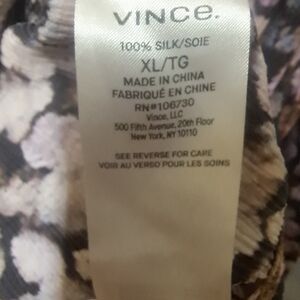 VINCE.
100% SILK/SOIE
XL/TG
MADE IN CHINA
FABRIQUÉ EN CHINE
RN#106730
Vince, LLC
500 Fifth Avenue, 20th Floor
New York, NY 10110
SEE REVERSE FOR CARE
VOIR AU VERSO POUR LES SOINS